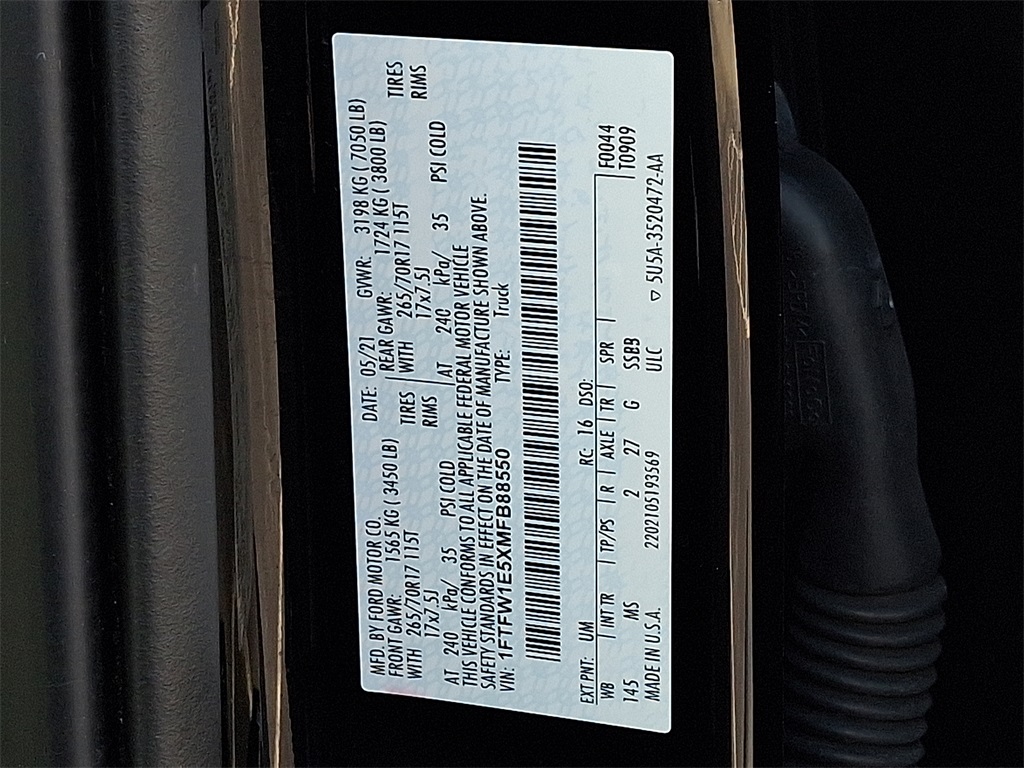 MFD. BY FORD MOTOR CO. DATE: 05/21 GVWR: 3198 KG ( 7050 LB)
FRONT GAWR: 1565 KG ( 3450 LB) REAR GAWR: 1724 KG ( 3800 LB)
WITH 265/70R17 115T TIRES WITH 265/70R17 115T TIRES
17x7.5J RIMS 17x7.5J RIMS
AT 240 kPa/ 35 PSI COLD AT 240 kPa/ 35 PSI COLD
THIS VEHICLE CONFORMS TO ALL APPLICABLE FEDERAL MOTOR VEHICLE
SAFETY STANDARDS IN EFFECT ON THE DATE OF MANUFACTURE SHOWN ABOVE.
VIN: 1FTFW1E5XMFB88550 TYPE: Truck
EXT PNT: UM RC: 16 DSO:
WB INT TR TP/PS R AXLE TR SPR F0044
145 MS 2 27 G SSBB T0909
MADE IN U.S.A. 2202105193569 ULC 5U5A-3520472-AA